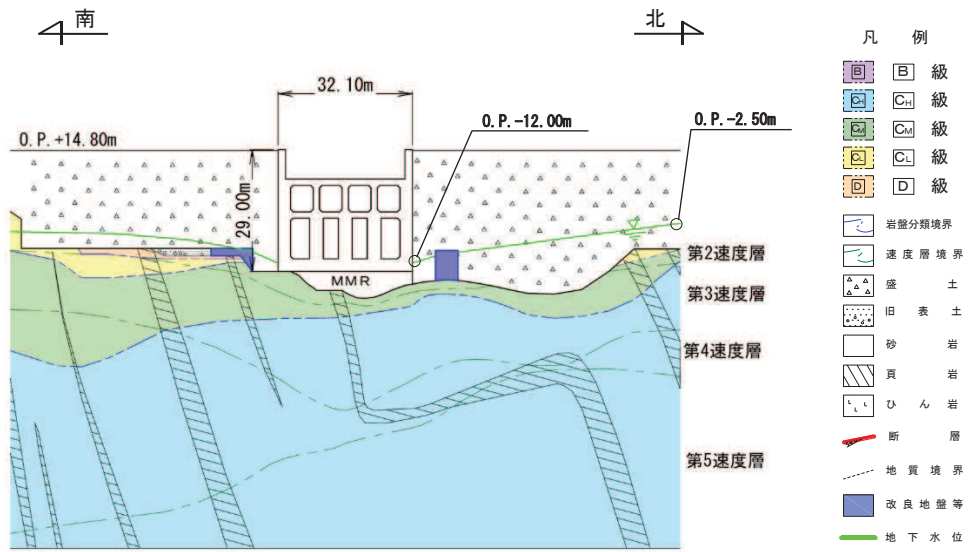 南
北
32.10m
O.P.+14.80m
O.P.-12.00m
O.P.-2.50m
29.00m
MMR
第2速度層
第3速度層
第4速度層
第5速度層
凡 例
B B 級
CH CH 級
CM CM 級
CL CL 級
D D 級
岩盤分類境界
速度層境界
盛 土
旧 表 土
砂 岩
頁 岩
ひ ん 岩
断 層
地 質 境 界
改 良 地 盤 等
地 下 水 位